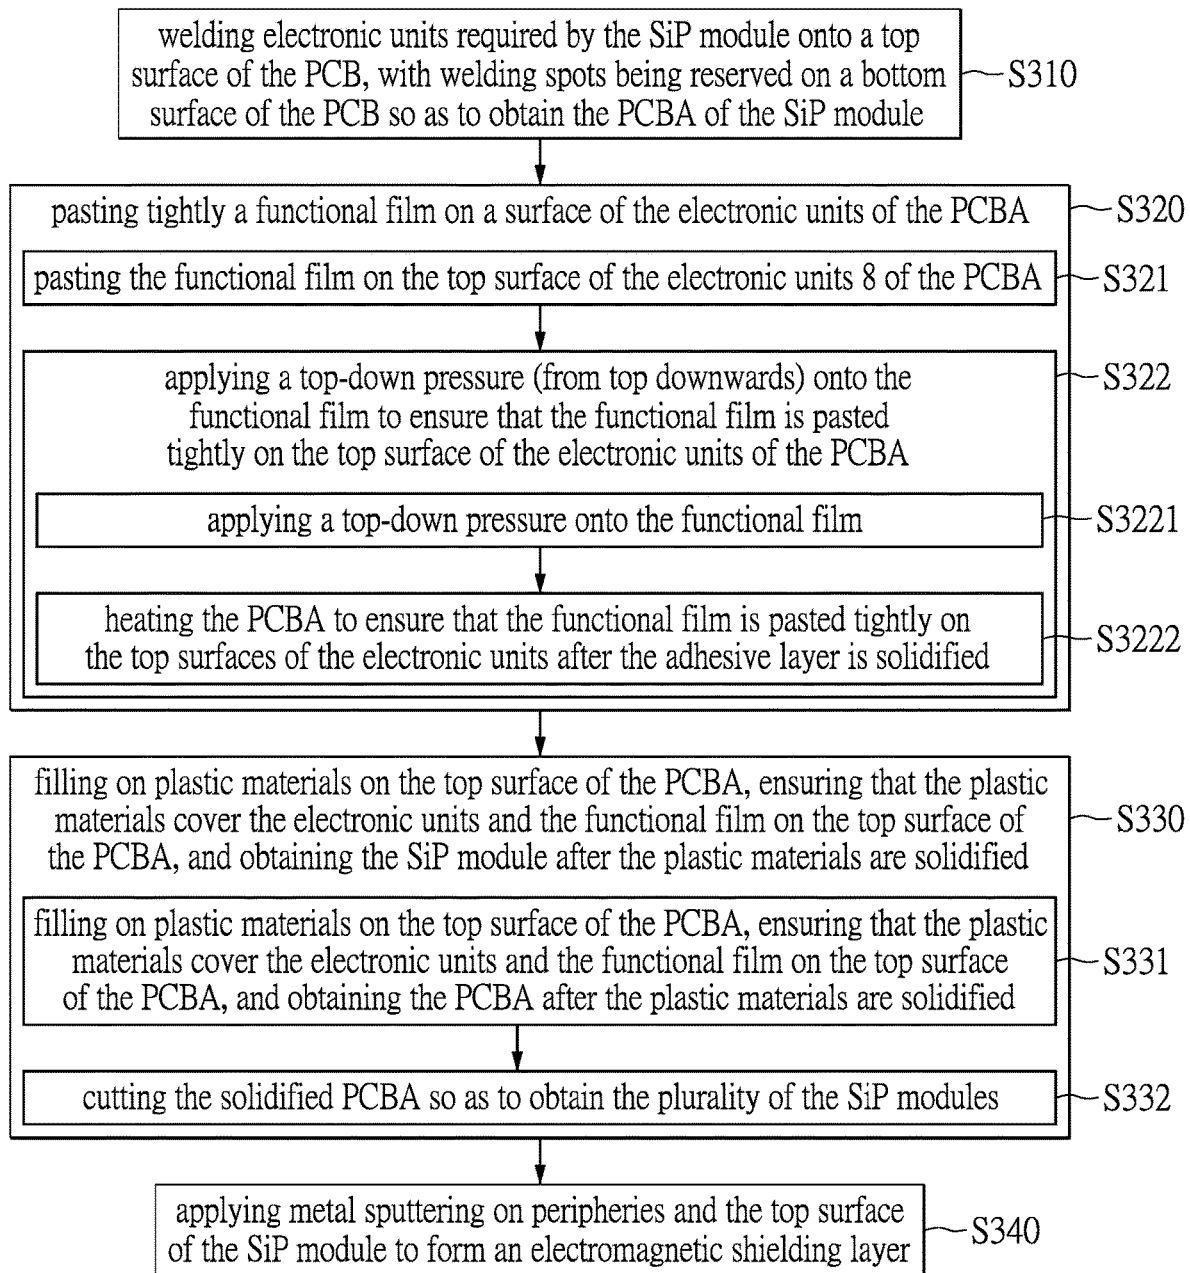 welding electronic units required by the SiP module onto a top
surface of the PCB, with welding spots being reserved on a bottom
surface of the PCB so as to obtain the PCBA of the SiP module
S310
pasting tightly a functional film on a surface of the electronic units of the PCBA
S320
pasting the functional film on the top surface of the electronic units 8 of the PCBA
S321
applying a top-down pressure (from top downwards) onto the
functional film to ensure that the functional film is pasted
tightly on the top surface of the electronic units of the PCBA
S322
applying a top-down pressure onto the functional film
S3221
heating the PCBA to ensure that the functional film is pasted tightly on
the top surfaces of the electronic units after the adhesive layer is solidified
S3222
filling on plastic materials on the top surface of the PCBA, ensuring that the plastic
materials cover the electronic units and the functional film on the top surface of
the PCBA, and obtaining the SiP module after the plastic materials are solidified
S330
filling on plastic materials on the top surface of the PCBA, ensuring that the plastic
materials cover the electronic units and the functional film on the top surface
of the PCBA, and obtaining the PCBA after the plastic materials are solidified
S331
cutting the solidified PCBA so as to obtain the plurality of the SiP modules
S332
applying metal sputtering on peripheries and the top surface
of the SiP module to form an electromagnetic shielding layer
S340